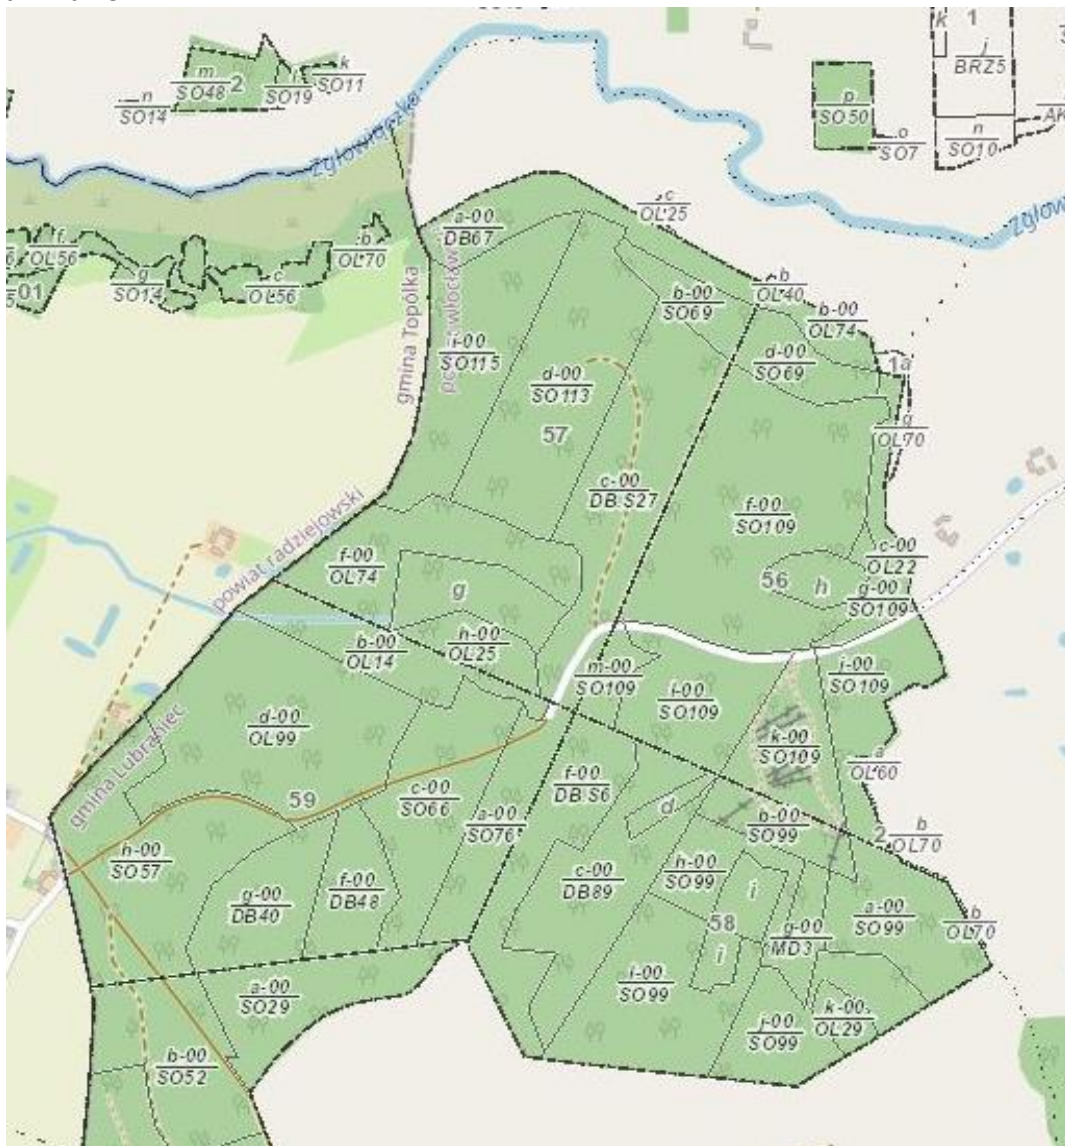 k
1
j
BRZ5
m
SO48
2
SO19
k
SO11
n
SO14
p
SO50
o
SO7
n
SO10
Zgłowiączka
a-00
DB67
c
OL25
f
OL56
g
SO14
c
OL56
b
OL70
01
b-00
SO69
b
OL40
b-00
OL74
gmina Topólka
i-00
SO115
d-00
SO113
57
d-00
SO69
1a
g
OL70
c-00
DB.S27
f-00
SO109
powiat radziejowski
f-00
OL74
g
56
h
c-00
OL22
g-00
SO109
b-00
OL14
h-00
OL25
m-00
SO109
l-00
SO109
j-00
SO109
d-00
OL99
k-00
SO109
gmina Lubraniec
f-00
DB.S6
a
OL60
59
c-00
SO66
a-00
SO76
d
b-00
SO99
2
b
OL70
h-00
SO57
g-00
DB40
f-00
DB48
c-00
DB89
h-00
SO99
i
58
i
g-00
MD3
a-00
SO99
b
OL70
a-00
SO29
l-00
SO99
j-00
SO99
k-00
OL29
b-00
SO52